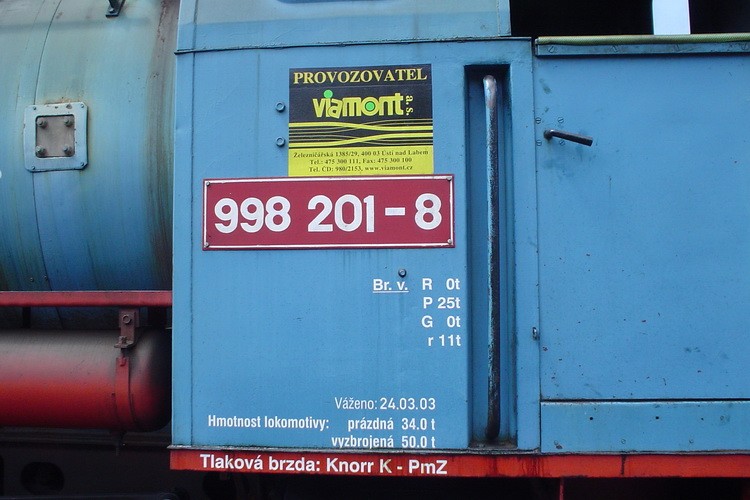 PROVOZOVATEL
viamont a.s.
Železničářská 1385/29, 400 03 Ústí nad Labem
Tel.: 475 300 111, Fax: 475 300 100
Tel. ČD: 980/2153, www.viamont.cz
998 201-8
Br. v. R 0t
P 25t
G 0t
r 11t
Váženo: 24.03.03
Hmotnost lokomotivy: prázdná 34.0 t
vyzbrojená 50.0 t
Tlaková brzda: Knorr K - PmZ